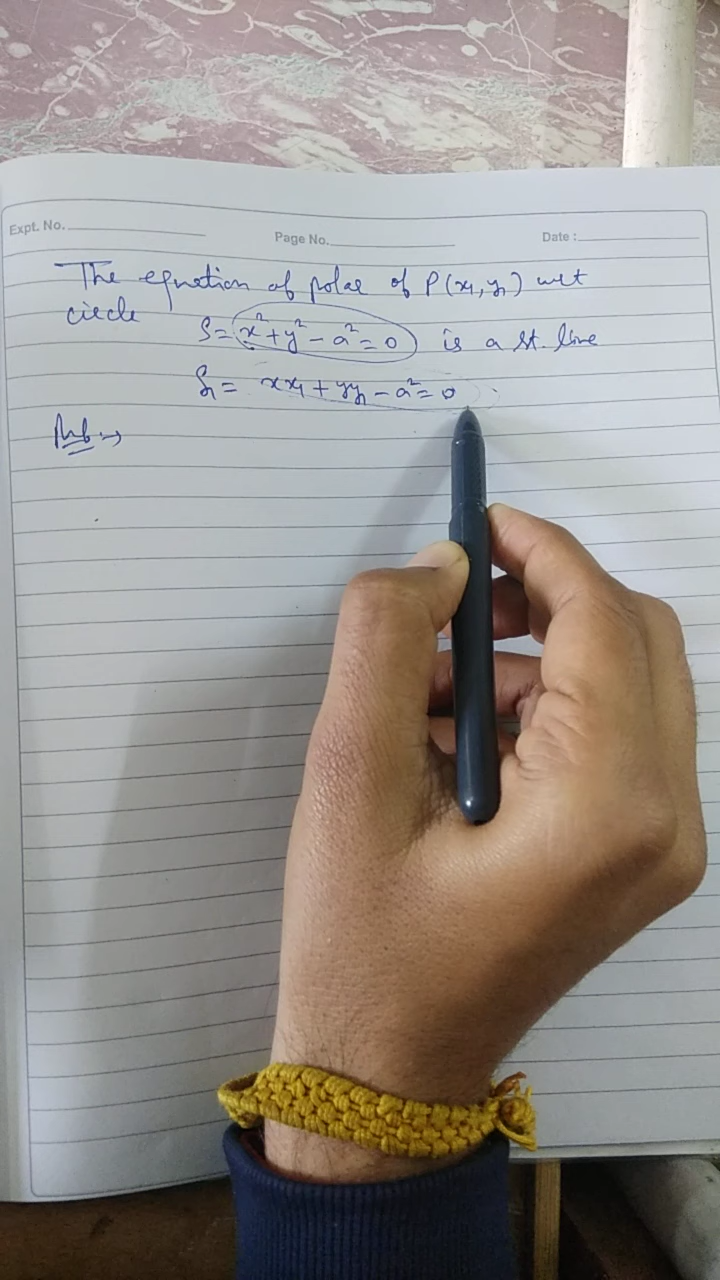 Expt. No.
Page No.
Date :
The equation of polar of P(x₁, y₁) wrt
circle S = x² + y² - a² = 0 is a st. line
S₁ = xx₁ + yy₁ - a² = 0